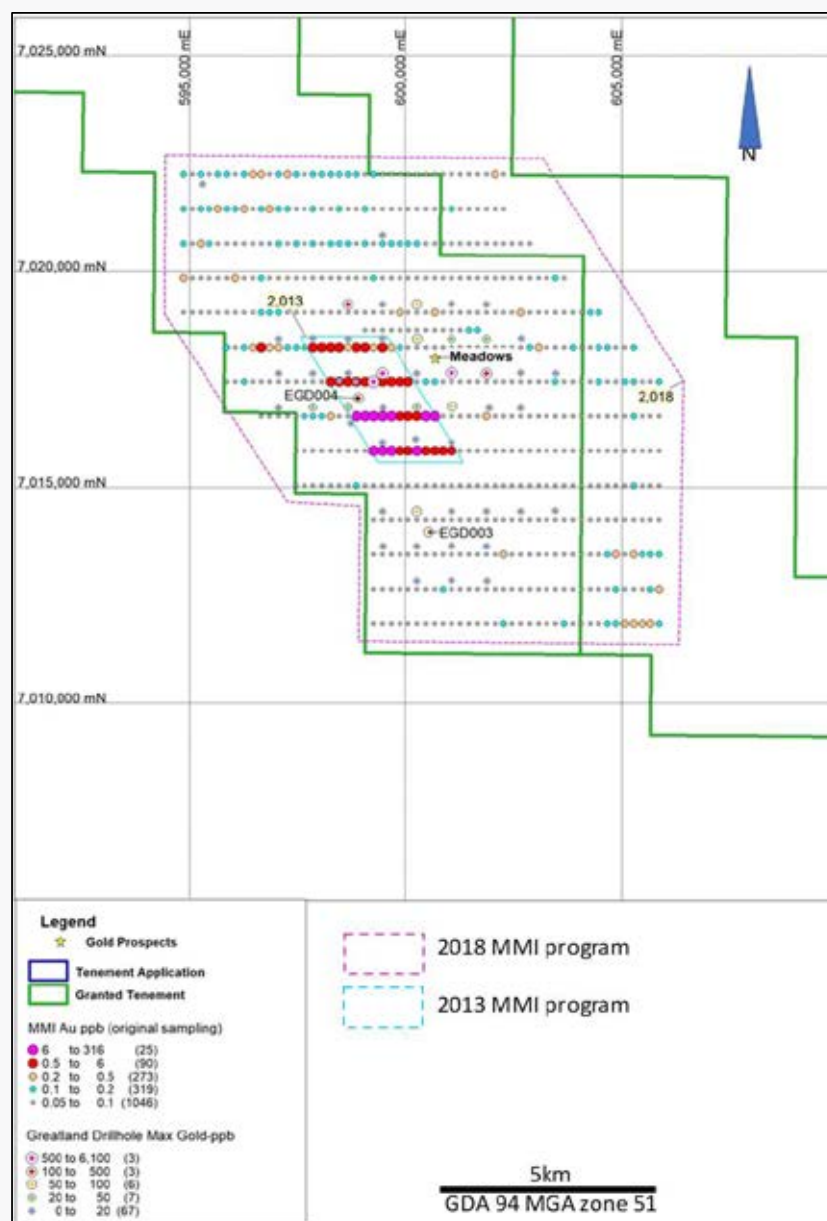 595,000 mE
600,000 mE
605,000 mE
7,025,000 mN
N
7,020,000 mN
2,013
Meadows
EGD004
2,018
7,015,000 mN
EGD003
7,010,000 mN
Legend
Gold Prospects
Tenement Application
Granted Tenement
MMI Au ppb (original sampling)
6 to 316 (25)
0.5 to 6 (90)
0.2 to 0.5 (273)
0.1 to 0.2 (319)
0.05 to 0.1 (1046)
Greatland Drillhole Max Gold-ppb
500 to 6,100 (3)
100 to 500 (3)
50 to 100 (6)
20 to 50 (7)
0 to 20 (67)
2018 MMI program
2013 MMI program
5km
GDA 94 MGA zone 51